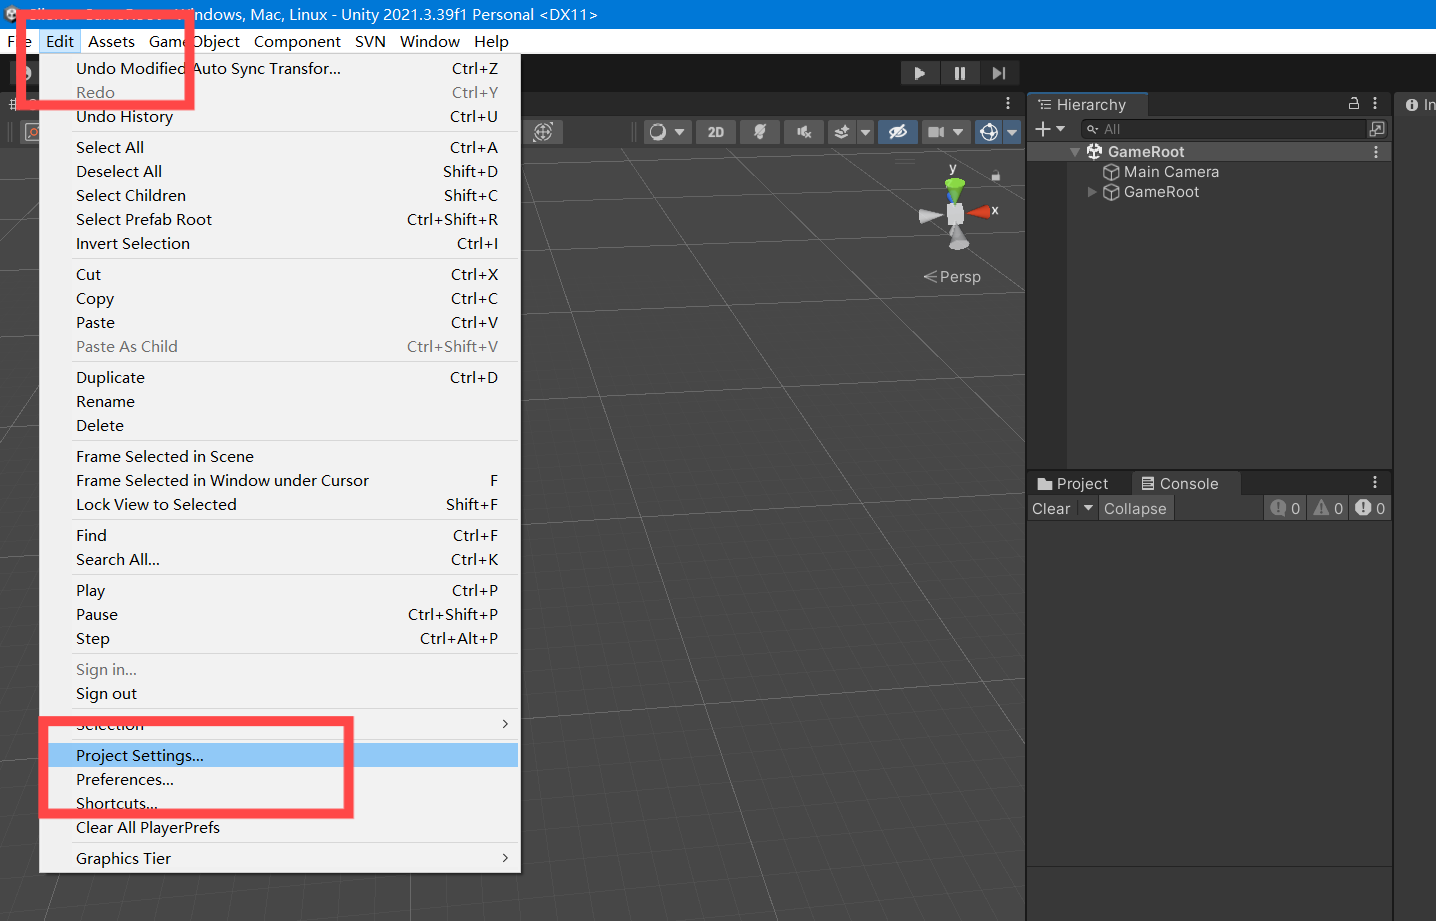 Windows, Mac, Linux - Unity 2021.3.39f1 Personal <DX11>
Edit Assets GameObject Component SVN Window Help
Undo Modified Auto Sync Transfor... Ctrl+Z
Redo Ctrl+Y
Undo History Ctrl+U
Select All Ctrl+A
Deselect All Shift+D
Select Children Shift+C
Select Prefab Root Ctrl+Shift+R
Invert Selection Ctrl+I
Cut Ctrl+X
Copy Ctrl+C
Paste Ctrl+V
Paste As Child Ctrl+Shift+V
Duplicate Ctrl+D
Rename
Delete
Frame Selected in Scene
Frame Selected in Window under Cursor F
Lock View to Selected Shift+F
Find Ctrl+F
Search All... Ctrl+K
Play Ctrl+P
Pause Ctrl+Shift+P
Step Ctrl+Alt+P
Sign in...
Sign out
Selection
Project Settings...
Preferences...
Shortcuts...
Clear All PlayerPrefs
Graphics Tier
2D
y
x
Persp
Hierarchy
All
GameRoot
Main Camera
GameRoot
Project Console
Clear Collapse 0 0 0
In